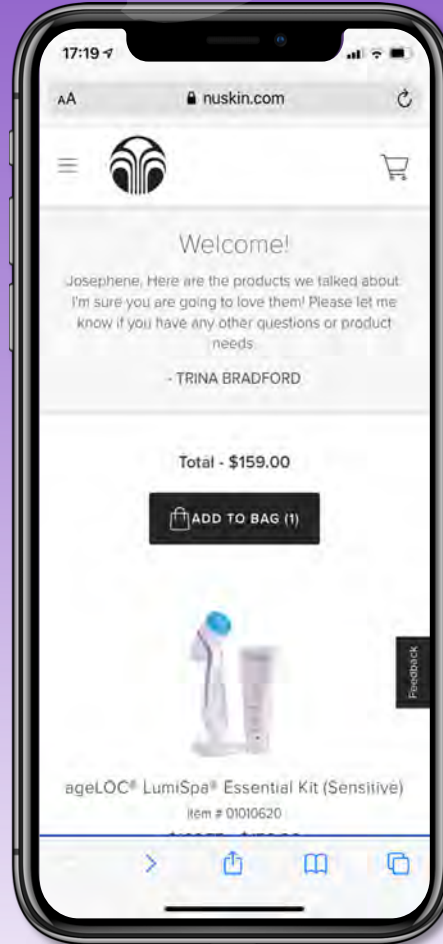 17:19
AA nuskin.com
Welcome!
Josephene, Here are the products we talked about.
I'm sure you are going to love them! Please let me
know if you have any other questions or product
needs.
- TRINA BRADFORD
Total - $159.00
ADD TO BAG (1)
Feedback
ageLOC® LumiSpa® Essential Kit (Sensitive)
Item # 01010620